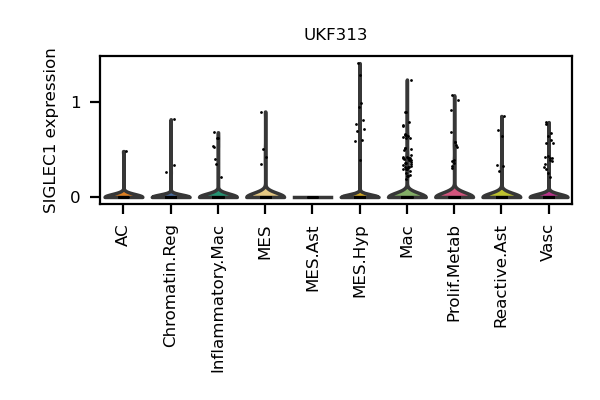 UKF313
SIGLEC1 expression
1
0
AC
Chromatin.Reg
Inflammatory.Mac
MES
MES.Ast
MES.Hyp
Mac
Prolif.Metab
Reactive.Ast
Vasc